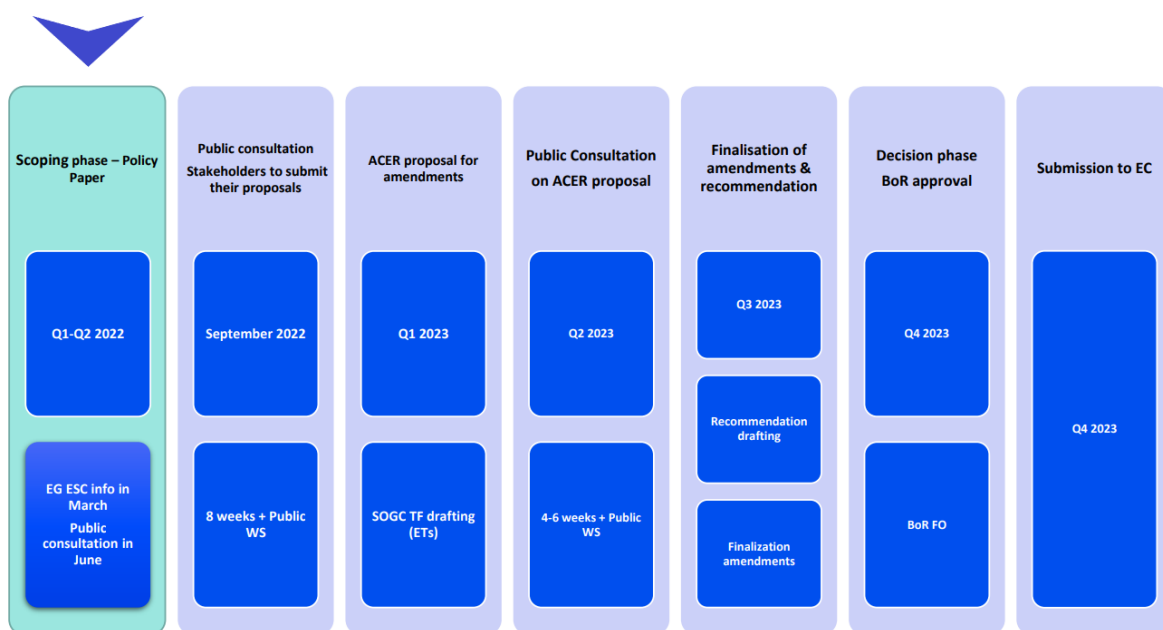 Scoping phase – Policy
Paper
Q1-Q2 2022
EG ESC info in
March
Public
consultation in
June
Public consultation
Stakeholders to submit
their proposals
September 2022
8 weeks + Public
WS
ACER proposal for
amendments
Q1 2023
SOGC TF drafting
(ETs)
Public Consultation
on ACER proposal
Q2 2023
4-6 weeks + Public
WS
Finalisation of
amendments &
recommendation
Q3 2023
Recommendation
drafting
Finalization
amendments
Decision phase
BoR approval
Q4 2023
BoR FO
Submission to EC
Q4 2023